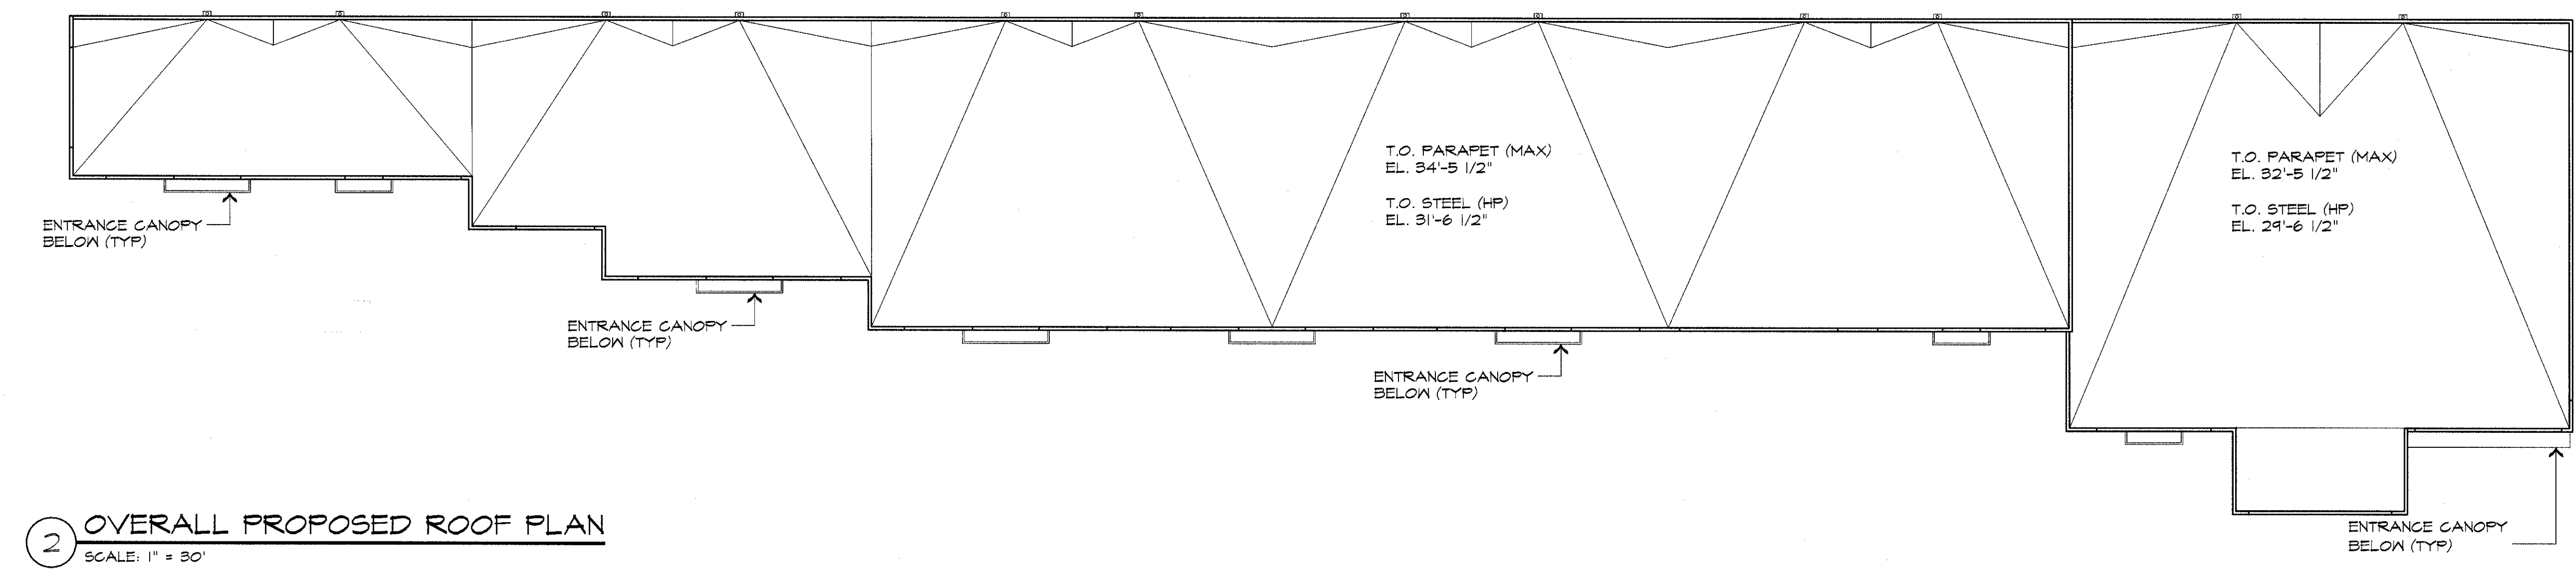 T.O. PARAPET (MAX)
EL. 34'-5 1/2"
T.O. STEEL (HP)
EL. 31'-6 1/2"
T.O. PARAPET (MAX)
EL. 32'-5 1/2"
T.O. STEEL (HP)
EL. 29'-6 1/2"
ENTRANCE CANOPY
BELOW (TYP)
ENTRANCE CANOPY
BELOW (TYP)
ENTRANCE CANOPY
BELOW (TYP)
ENTRANCE CANOPY
BELOW (TYP)
2
OVERALL PROPOSED ROOF PLAN
SCALE: 1" = 30'